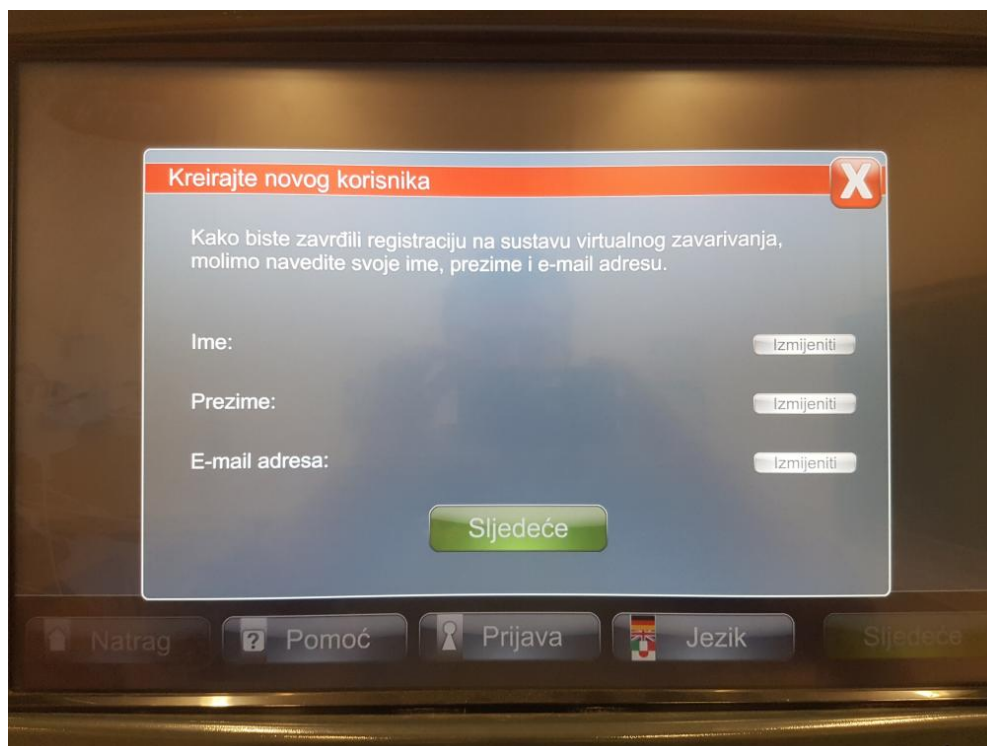 Kreirajte novog korisnika
X
Kako biste zavrđili registraciju na sustavu virtualnog zavarivanja,
molimo navedite svoje ime, prezime i e-mail adresu.
Ime:
Izmijeniti
Prezime:
Izmijeniti
E-mail adresa:
Izmijeniti
Sljedeće
Natrag
? Pomoć
Prijava
Jezik
Sljedeće